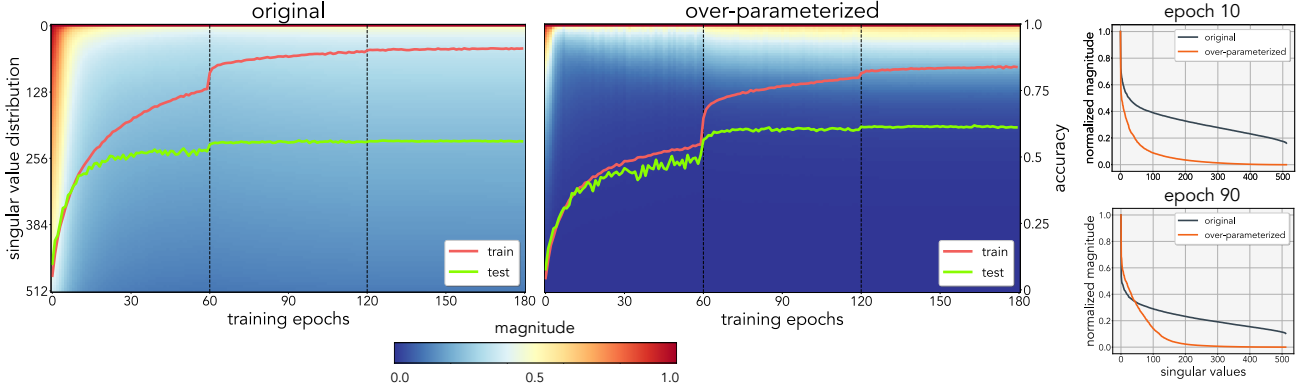 original
singular value distribution
0
128
256
384
512
train
test
0
30
60
90
120
150
180
training epochs
over-parameterized
1.0
0.75
0.5
0.25
0
accuracy
train
test
0
30
60
90
120
150
180
training epochs
magnitude
0.0
0.5
1.0
epoch 10
normalized magnitude
1.0
0.8
0.6
0.4
0.2
0.0
original
over-parameterized
0
100
200
300
400
500
epoch 90
normalized magnitude
1.0
0.8
0.6
0.4
0.2
0.0
original
over-parameterized
0
100
200
300
400
500
singular values